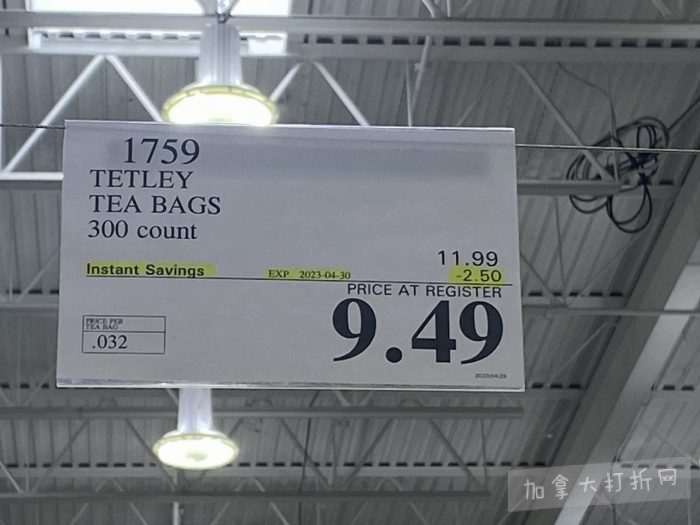 1759
TETLEY
TEA BAGS
300 count
11.99
Instant Savings EXP 2023-04-30 -2.50
PRICE AT REGISTER
9.49
PRICE PER
TEA BAG
.032
加拿大打折网